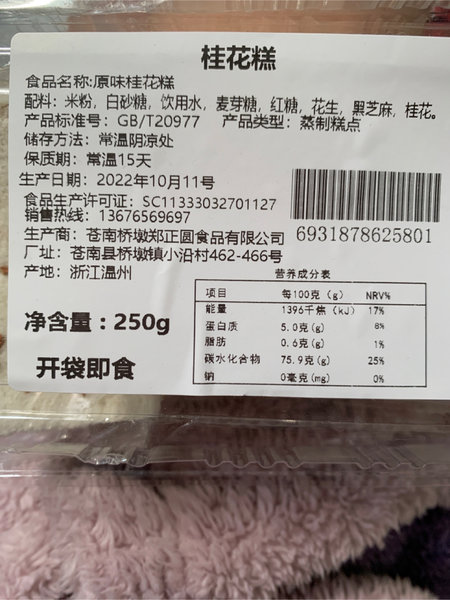 桂花糕
食品名称:原味桂花糕
配料：米粉，白砂糖，饮用水，麦芽糖，红糖，花生，黑芝麻，桂花。
产品标准号：GB/T20977 产品类型：蒸制糕点
储存方法：常温阴凉处
保质期：常温15天
生产日期：2022年10月11号
食品生产许可证：SC11333032701127
销售热线：13676569697
生产商：苍南桥墩郑正圆食品有限公司
厂址：苍南县桥墩镇小沿村462-466号
产地：浙江温州
6931878625801
净含量：250g
开袋即食
营养成分表
项目 每100克（g） NRV%
能量 1396千焦（kJ） 17%
蛋白质 5.0克(g) 8%
脂肪 0.6克(g) 1%
碳水化合物 75.9克(g) 25%
钠 0毫克(mg) 0%